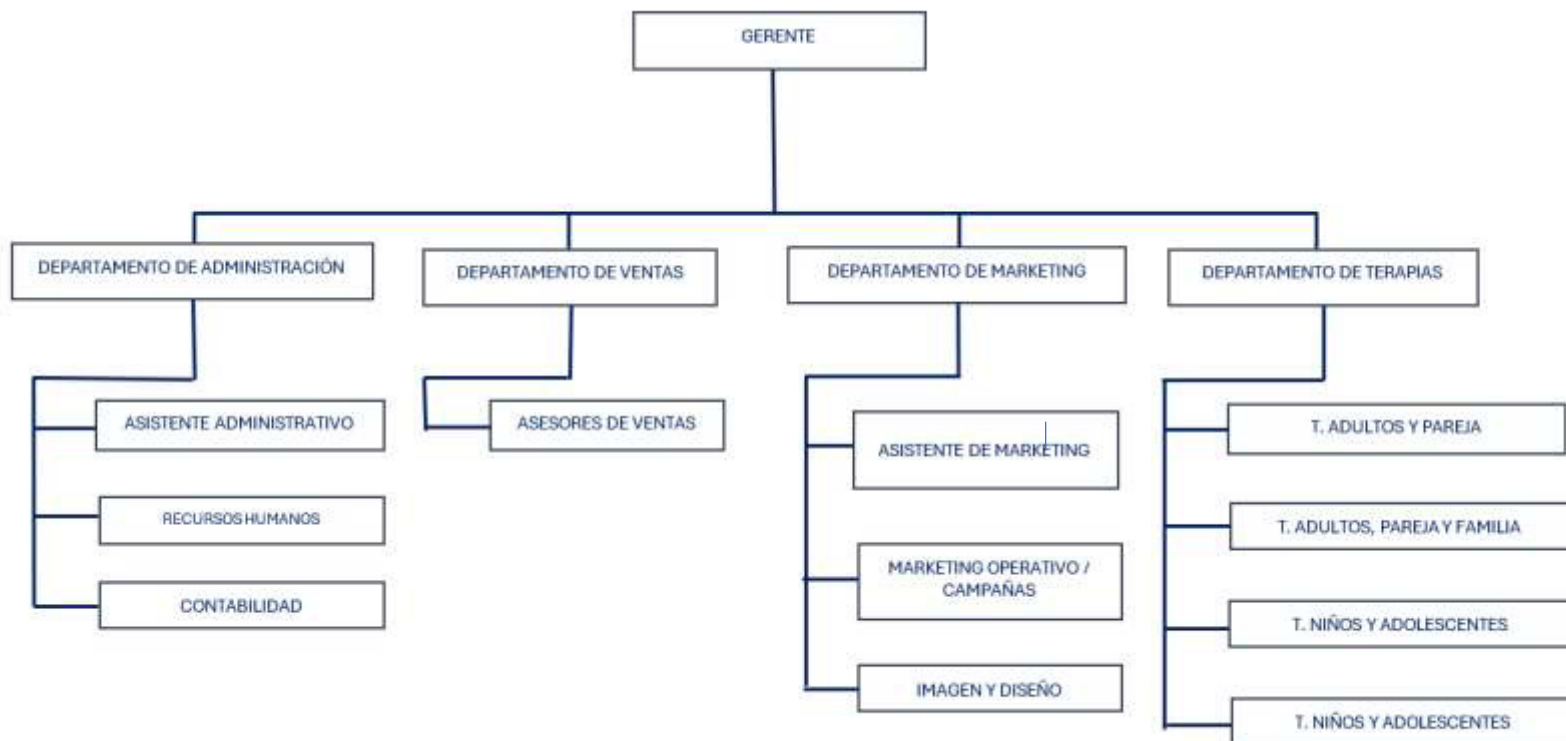 GERENTE
DEPARTAMENTO DE ADMINISTRACIÓN
DEPARTAMENTO DE VENTAS
DEPARTAMENTO DE MARKETING
DEPARTAMENTO DE TERAPIAS
ASISTENTE ADMINISTRATIVO
RECURSOS HUMANOS
CONTABILIDAD
ASESORES DE VENTAS
ASISTENTE DE MARKETING
MARKETING OPERATIVO /
CAMPAÑAS
IMAGEN Y DISEÑO
T. ADULTOS Y PAREJA
T. ADULTOS, PAREJA Y FAMILIA
T. NIÑOS Y ADOLESCENTES
T. NIÑOS Y ADOLESCENTES